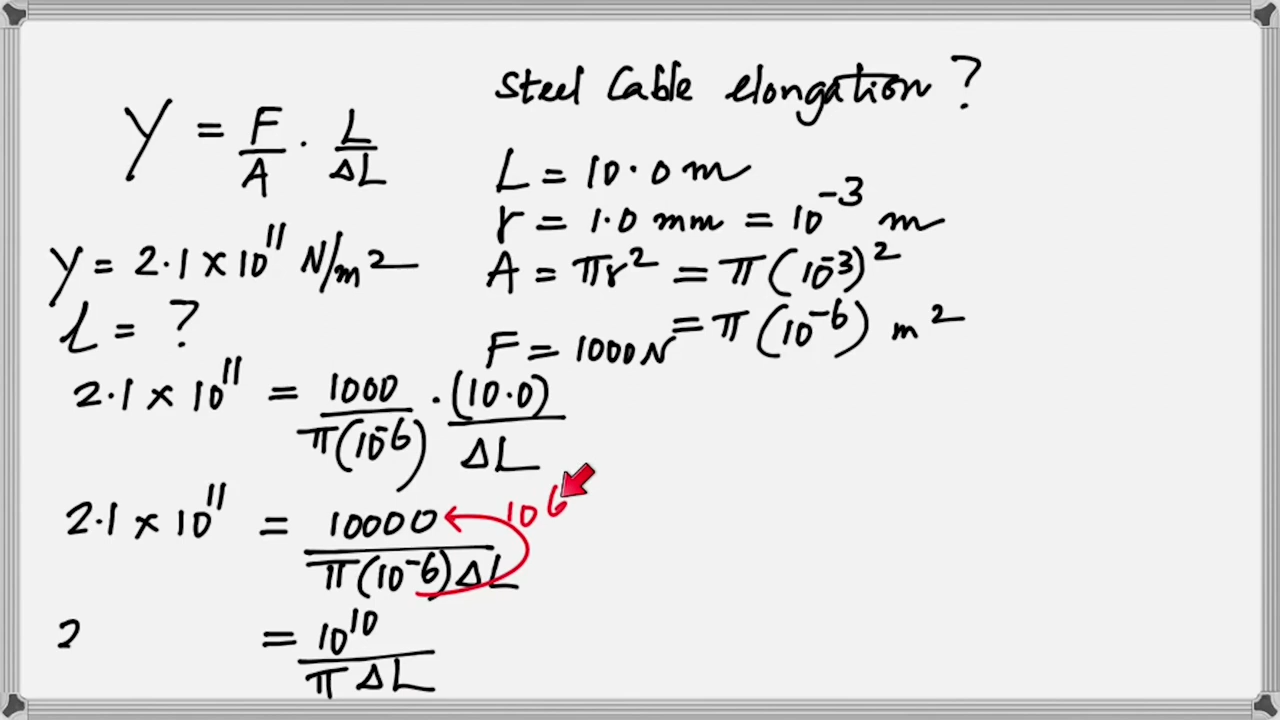 Steel Cable elongation ?
Y = F/A · L/ΔL
L = 10.0 m
r = 1.0 mm = 10⁻³ m
Y = 2.1 × 10¹¹ N/m²
A = πr² = π(10⁻³)²
= π(10⁻⁶) m²
L = ?
F = 1000N
2.1 × 10¹¹ = 1000/π(10⁻⁶) · (10.0)/ΔL
10⁶
2.1 × 10¹¹ = 10000/π(10⁻⁶)ΔL
2 = 10¹⁰/πΔL